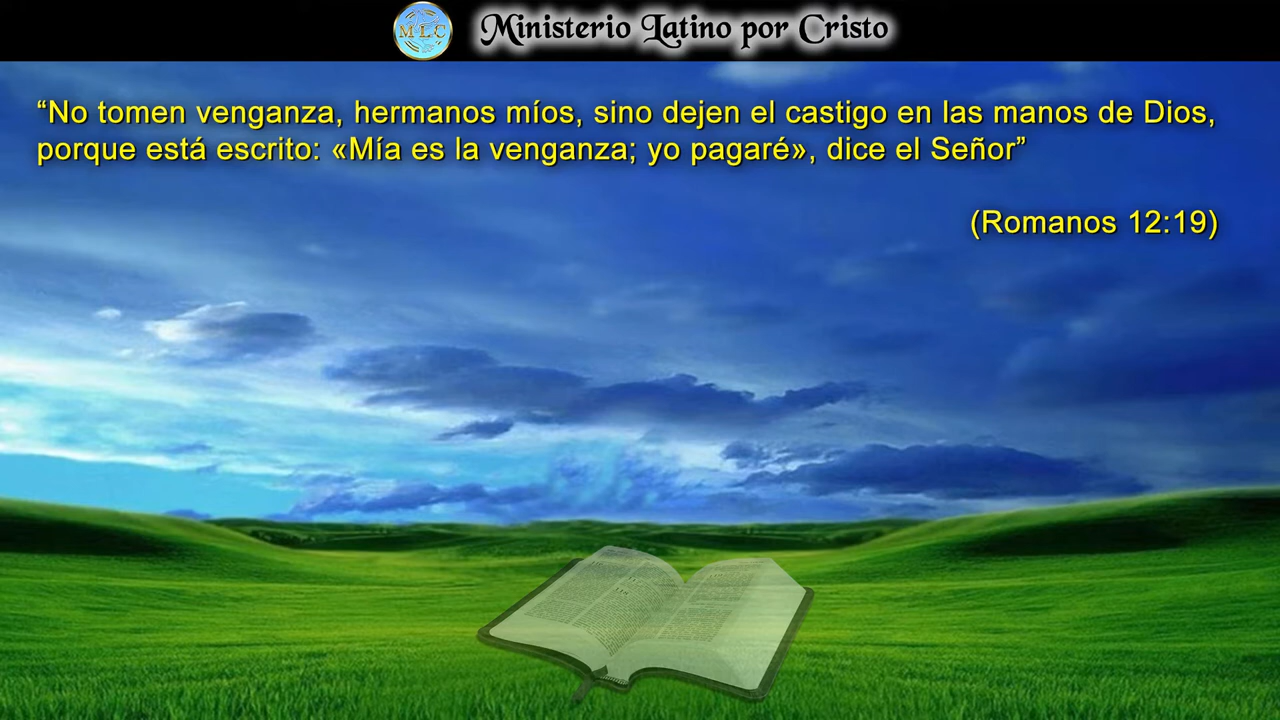 MLC
Ministerio Latino por Cristo
“No tomen venganza, hermanos míos, sino dejen el castigo en las manos de Dios,
porque está escrito: «Mía es la venganza; yo pagaré», dice el Señor”
(Romanos 12:19)